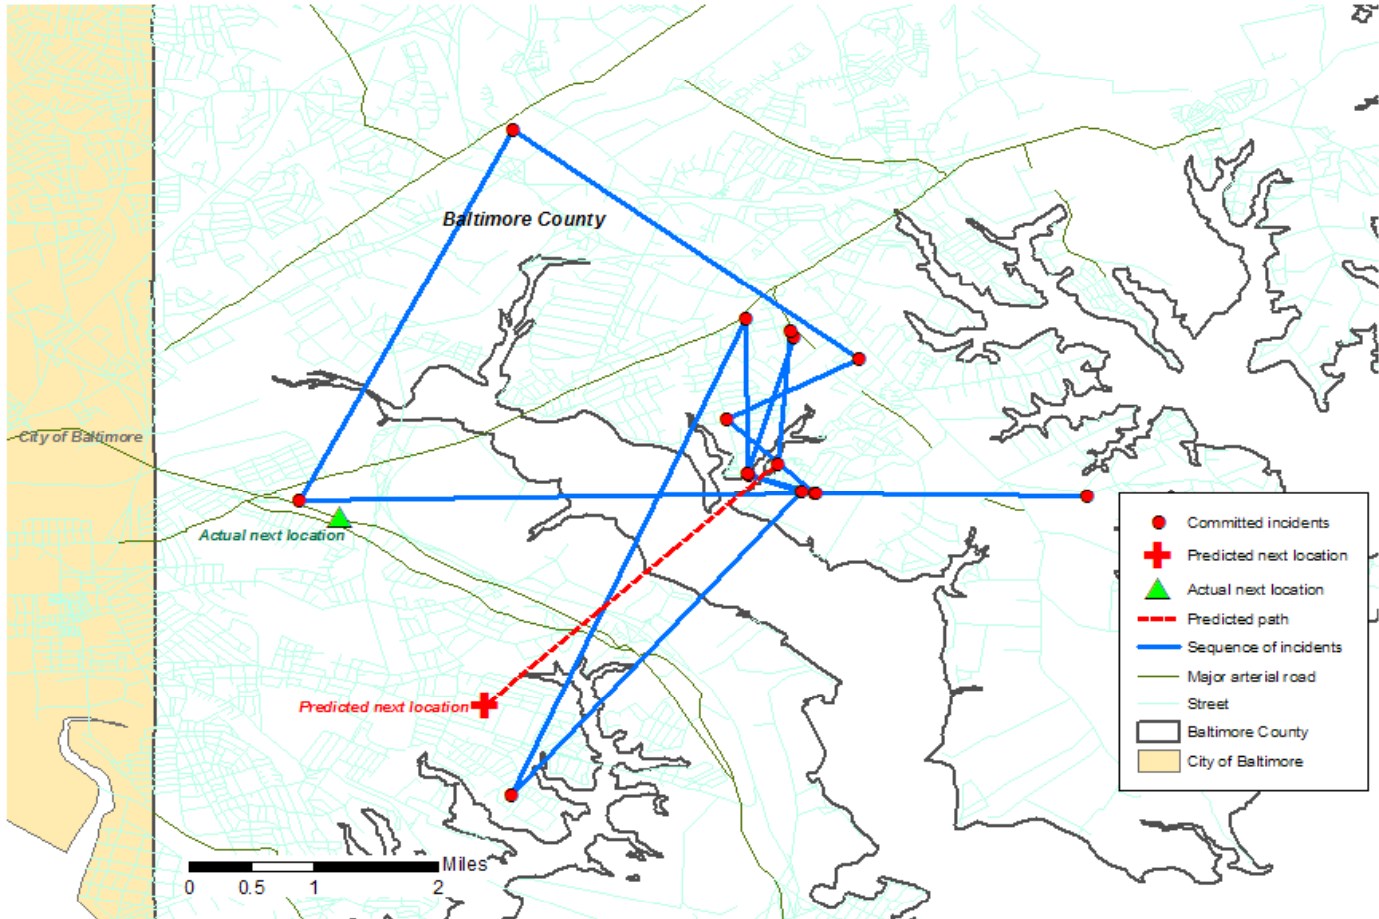 Baltimore County
City of Baltimore
Actual next location
Predicted next location
Miles
0 0.5 1 2
Committed incidents
Predicted next location
Actual next location
Predicted path
Sequence of incidents
Major arterial road
Street
Baltimore County
City of Baltimore